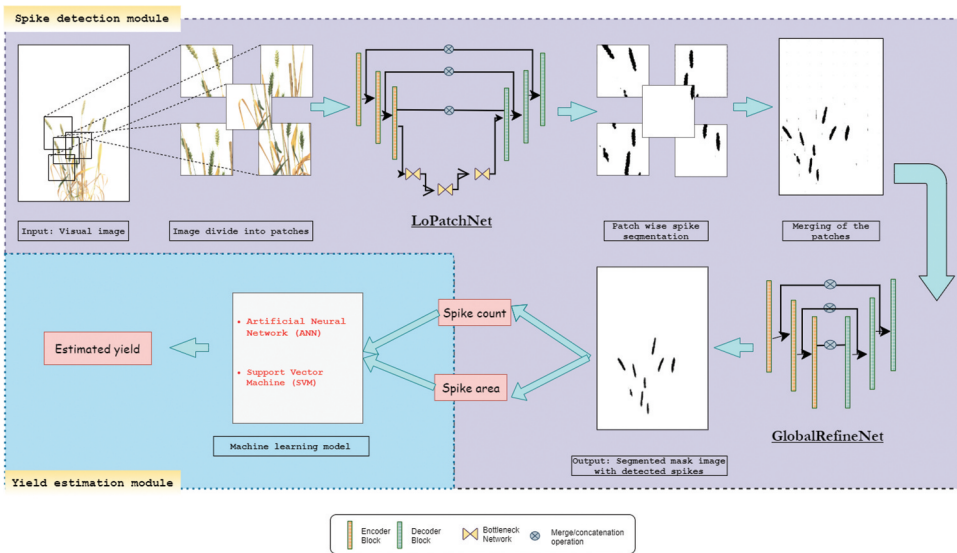 Spike detection module
Input: Visual image
Image divide into patches
LoPatchNet
Patch wise spike
segmentation
Merging of the
patches
GlobalRefineNet
Output: Segmented mask image
with detected spikes
Spike count
Spike area
• Artificial Neural
Network (ANN)
• Support Vector
Machine (SVM)
Machine learning model
Estimated yield
Yield estimation module
Encoder
Block
Decoder
Block
Bottleneck
Network
Merge/concatenation
operation